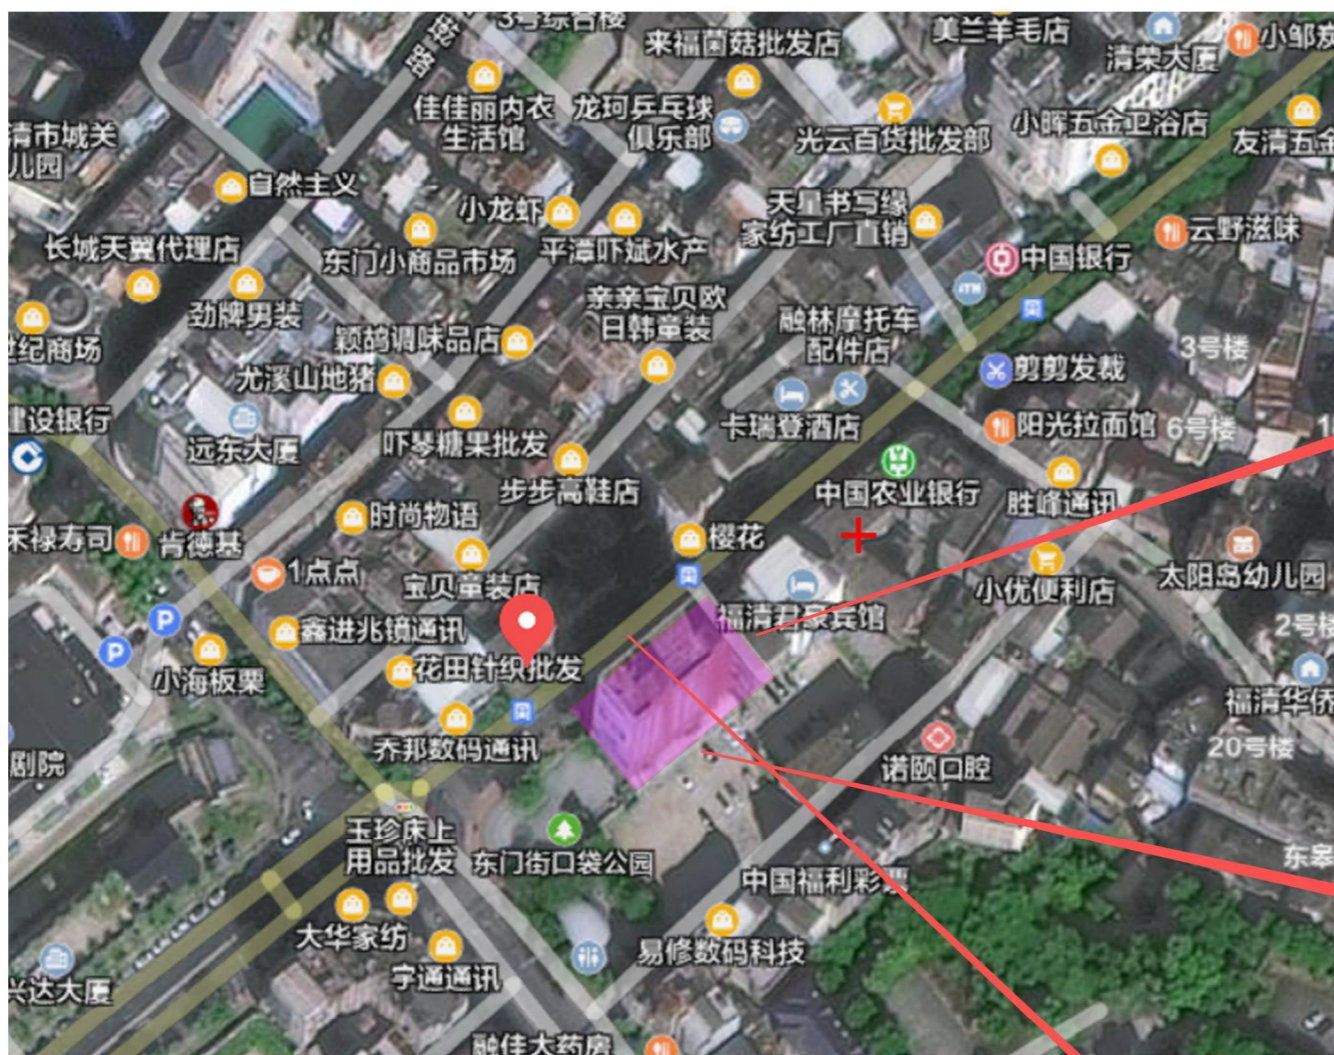 3号综合楼
美兰羊毛店
来福菌菇批发店
清荣大厦
小邹
路
佳佳丽内衣
生活馆
龙珂乒乓球
俱乐部
光云百货批发部
小晖五金卫浴店
友清五金
清市城关
儿园
自然主义
小龙虾
平潭吓斌水产
天星书写缘
家纺工厂直销
云野滋味
长城天翼代理店
东门小商品市场
中国银行
ATM
劲牌男装
亲亲宝贝欧
日韩童装
融林摩托车
配件店
世纪商场
颖鸪调味品店
3号楼
尤溪山地猪
剪剪发裁
建设银行
远东大厦
吓琴糖果批发
卡瑞登酒店
阳光拉面馆
6号楼
1
步步高鞋店
中国农业银行
胜峰通讯
时尚物语
禾禄寿司
肯德基
樱花
1点点
宝贝童装店
小优便利店
太阳岛幼儿园
P
P
鑫进兆镜通讯
福清君豪宾馆
2号楼
小海板栗
花田针织批发
福清华侨
乔邦数码通讯
20号楼
剧院
诺颐口腔
玉珍床上
用品批发
东门街口袋公园
中国福利彩票
东皋
大华家纺
易修数码科技
宇通通讯
兴达大厦
融佳大药房